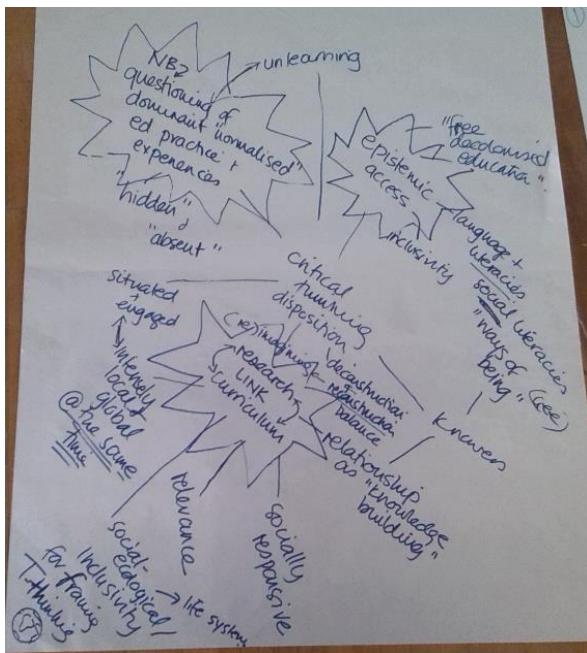 NB
→ unlearning
questioning of
dominant "normalised"
ed practice +
experiences
"hidden"
&
"absent"
"free
decolonised
education"
epistemic
access
inclusivity
language +
literacies
social literacies
"ways of
being"
(Gee)
critical
thinking
disposition
situated
+ engaged
intensely
local &
global
@ the same
time
(re)imagining
research
LINK
curriculum
deconstruction
&
reconstruction
balance
knowers
relationship
as "knowledge
building"
relevance
socially
responsive
social-
ecological /
inclusivity
→ life systems
for framing
T thinking